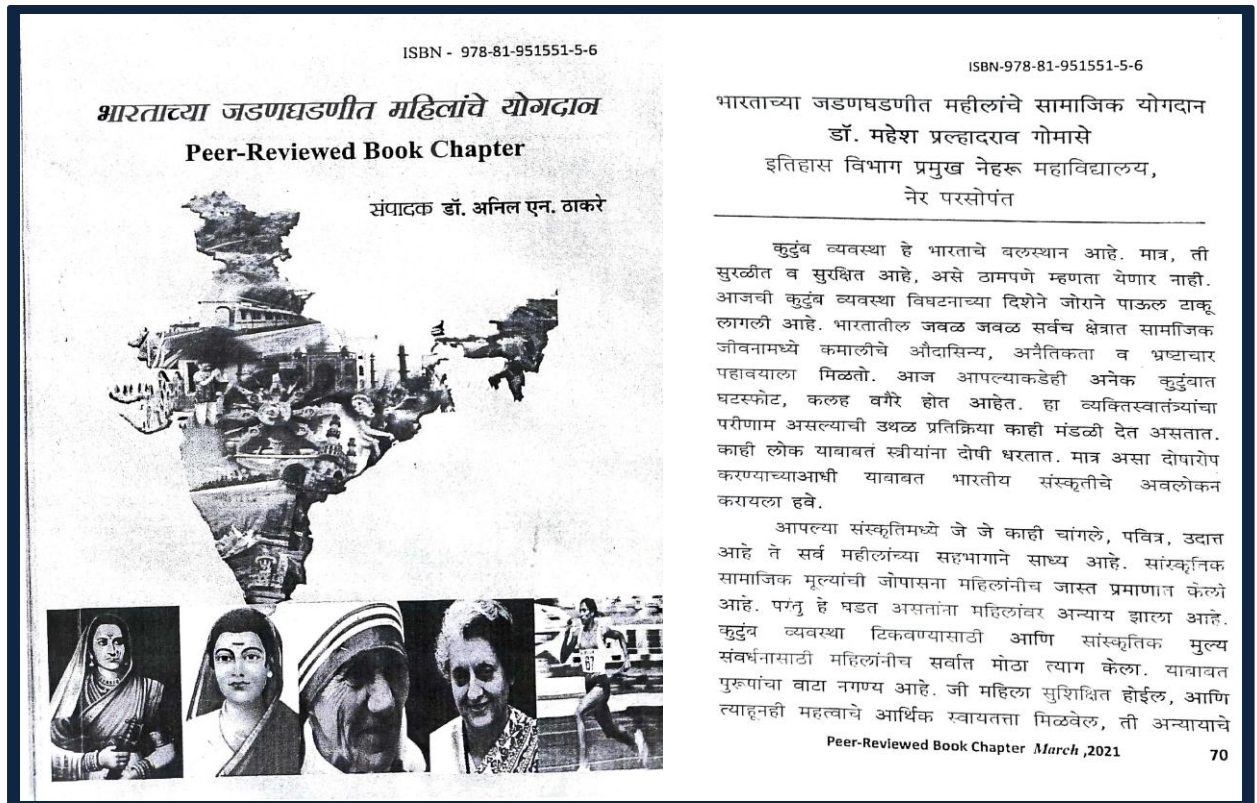 ISBN - 978-81-951551-5-6
भारताच्या जडणघडणीत महिलांचे योगदान
Peer-Reviewed Book Chapter
संपादक डॉ. अनिल एन. ठाकरे
87
ISBN-978-81-951551-5-6
भारताच्या जडणघडणीत महीलांचे सामाजिक योगदान
डॉ. महेश प्रल्हादराव गोमासे
इतिहास विभाग प्रमुख नेहरू महाविद्यालय,
नेर परसोपंत
कुटुंब व्यवस्था हे भारताचे बलस्थान आहे. मात्र, ती
सुरळीत व सुरक्षित आहे, असे ठामपणे म्हणता येणार नाही.
आजची कुटुंब व्यवस्था विघटनाच्या दिशेने जोराने पाऊल टाकू
लागली आहे. भारतातील जवळ जवळ सर्वच क्षेत्रात सामाजिक
जीवनामध्ये कमालीचे औदासिन्य, अनैतिकता व भ्रष्टाचार
पहावयाला मिळतो. आज आपल्याकडेही अनेक कुटुंबात
घटस्फोट, कलह वगैरे होत आहेत. हा व्यक्तिस्वातंत्र्यांचा
परीणाम असल्याची उथळ प्रतिक्रिया काही मंडळी देत असतात.
काही लोक याबाबतं स्त्रीयांना दोषी धरतात. मात्र असा दोषारोप
करण्याच्याआधी याबाबत भारतीय संस्कृतीचे अवलोकन
करायला हवे.
आपल्या संस्कृतिमध्ये जे जे काही चांगले, पवित्र, उदात्त
आहे ते सर्व महीलांच्या सहभागाने साध्य आहे. सांस्कृतिक
सामाजिक मूल्यांची जोपासना महिलांनीच जास्त प्रमाणात केलो
आहे. परंतु हे घडत असतांना महिलांवर अन्याय झाला आहे.
कुटुंब व्यवस्था टिकवण्यासाठी आणि सांस्कृतिक मुल्य
संवर्धनासाठी महिलांनीच सर्वात मोठा त्याग केला. याबाबत
पुरूषांचा वाटा नगण्य आहे. जी महिला सुशिक्षित होईल, आणि
त्याहूनही महत्वाचे आर्थिक स्वायतत्ता मिळवेल, ती अन्यायाचे
Peer-Reviewed Book Chapter March ,2021
70